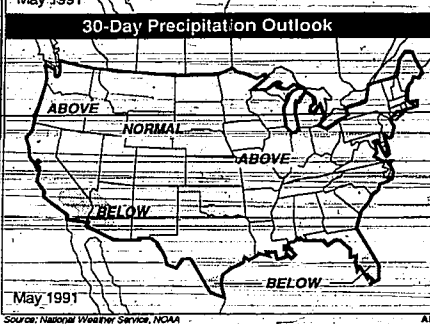 May 1991
30-Day Precipitation Outlook
ABOVE
NORMAL
ABOVE
BELOW
BELOW
May 1991
Source: National Weather Service, NOAA